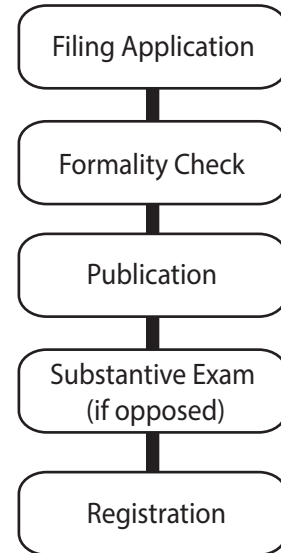 Filing Application
Formality Check
Publication
Substantive Exam
(if opposed)
Registration